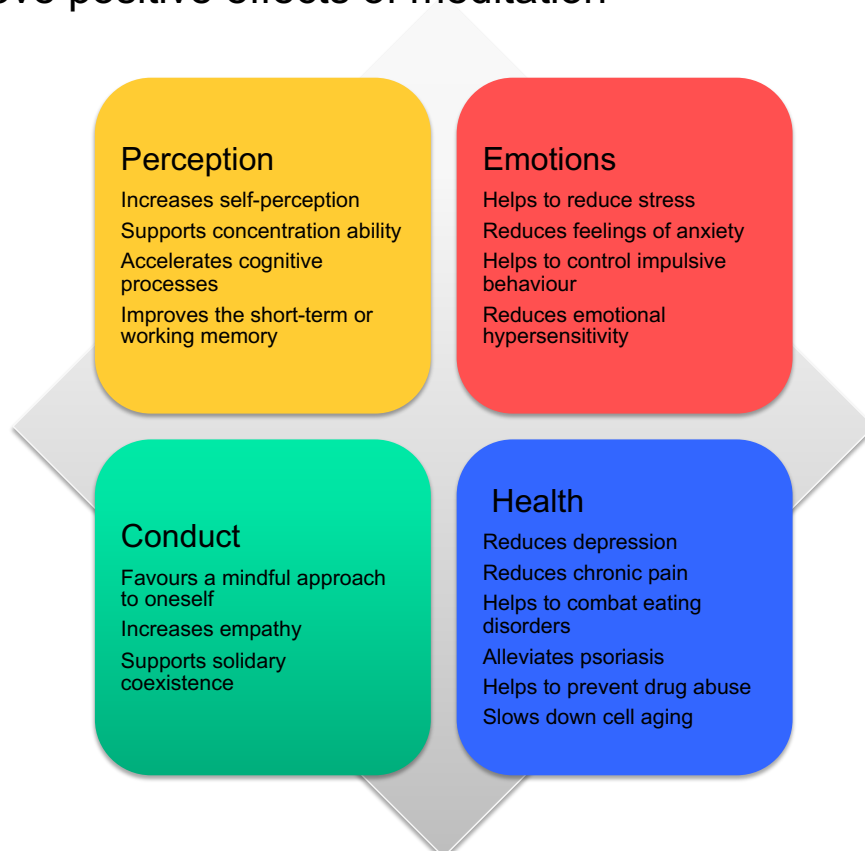 positive effects of meditation
Perception
Increases self-perception
Supports concentration ability
Accelerates cognitive
processes
Improves the short-term or
working memory
Emotions
Helps to reduce stress
Reduces feelings of anxiety
Helps to control impulsive
behaviour
Reduces emotional
hypersensitivity
Conduct
Favours a mindful approach
to oneself
Increases empathy
Supports solidary
coexistence
Health
Reduces depression
Reduces chronic pain
Helps to combat eating
disorders
Alleviates psoriasis
Helps to prevent drug abuse
Slows down cell aging